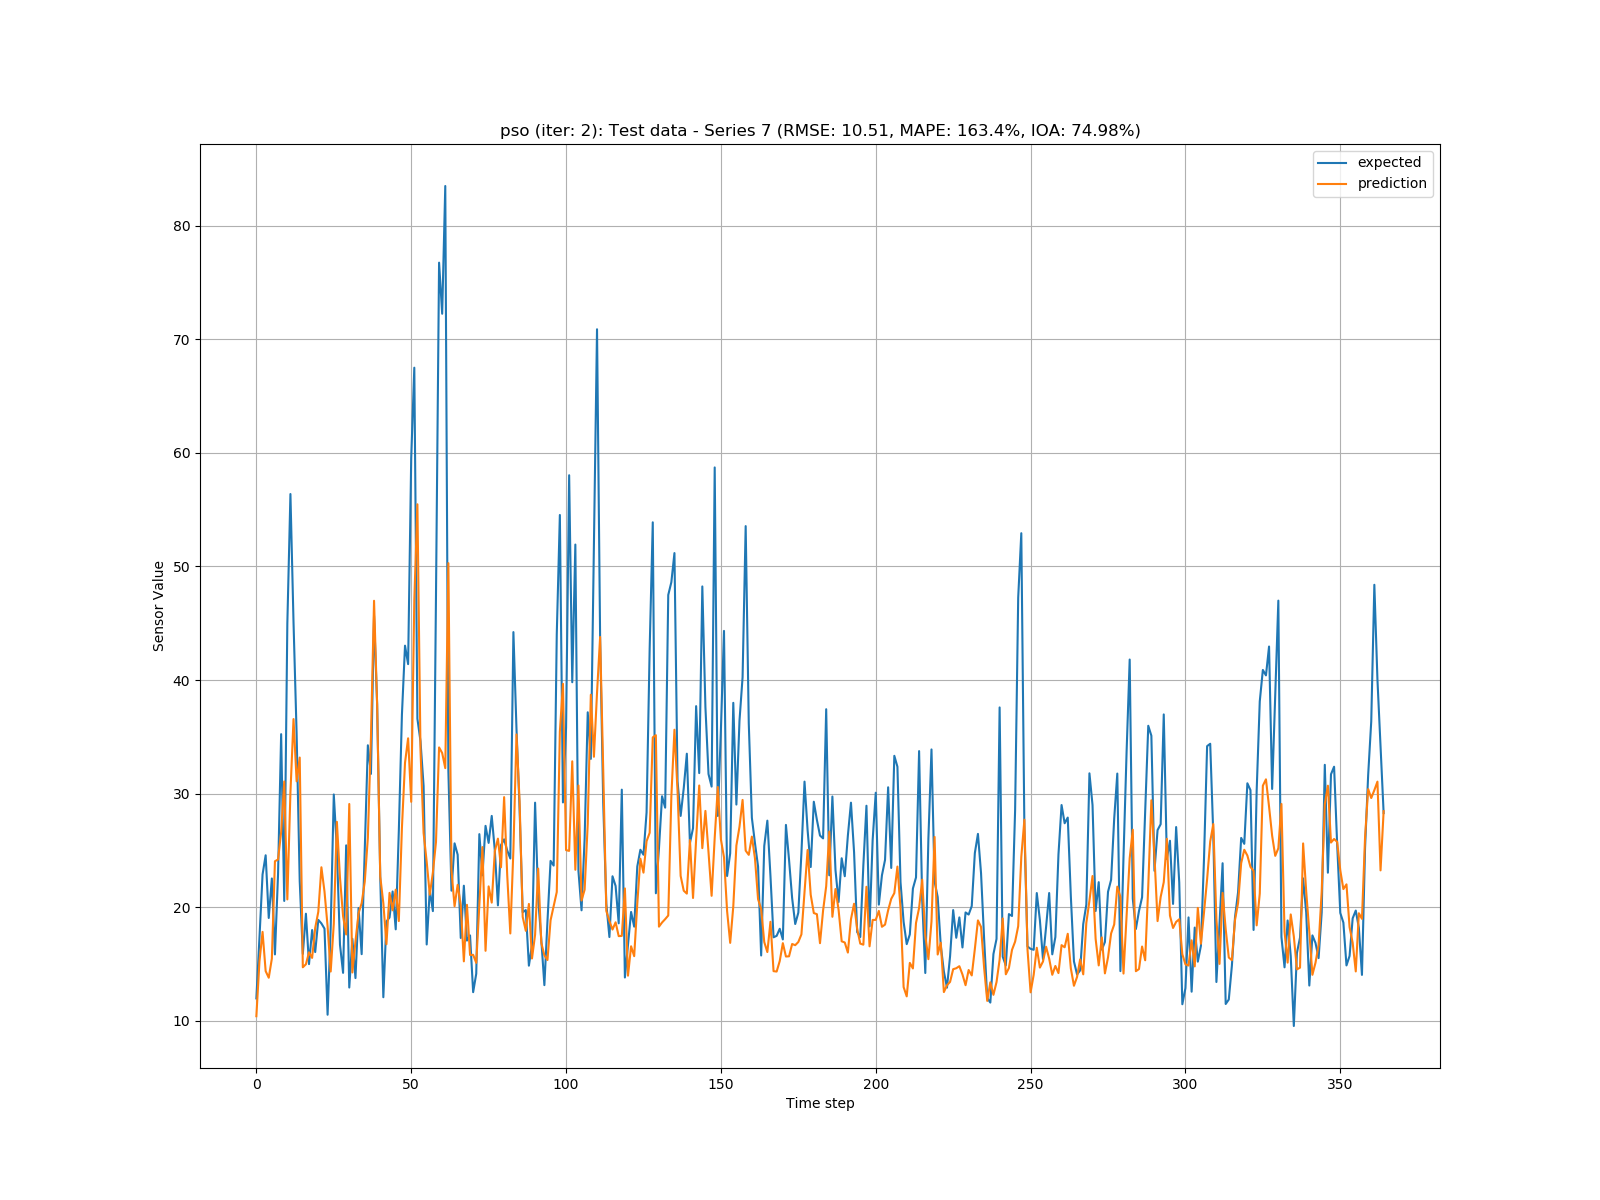 pso (iter: 2): Test data - Series 7 (RMSE: 10.51, MAPE: 163.4%, IOA: 74.98%)
expected
prediction
80
70
60
50
40
30
20
10
Sensor Value
0 50 100 150 200 250 300 350
Time step